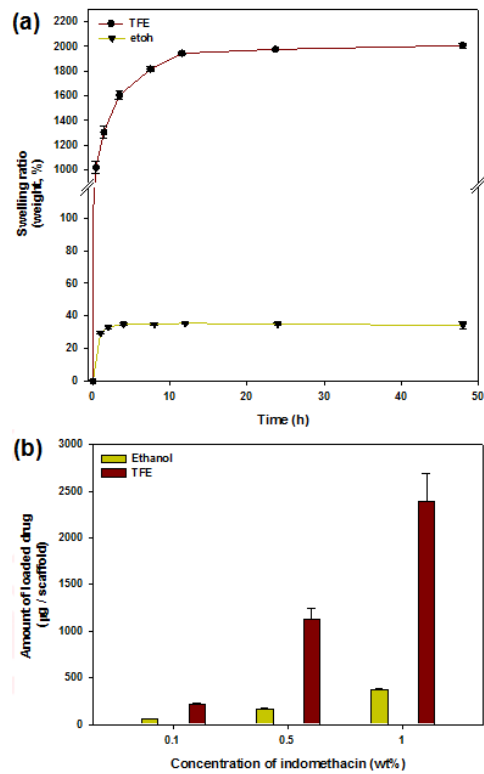 (a)
TFE
etoh
2000
1800
1600
1400
1200
1000
100
80
60
40
20
0
Swelling ratio
(weight, %)
0 10 20 30 40 50
Time (h)
(b)
Ethanol
TFE
3000
2500
2000
1500
1000
500
0
Amount of loaded drug
(µg / scaffold)
0.1 0.5 1
Concentration of indomethacin (wt%)